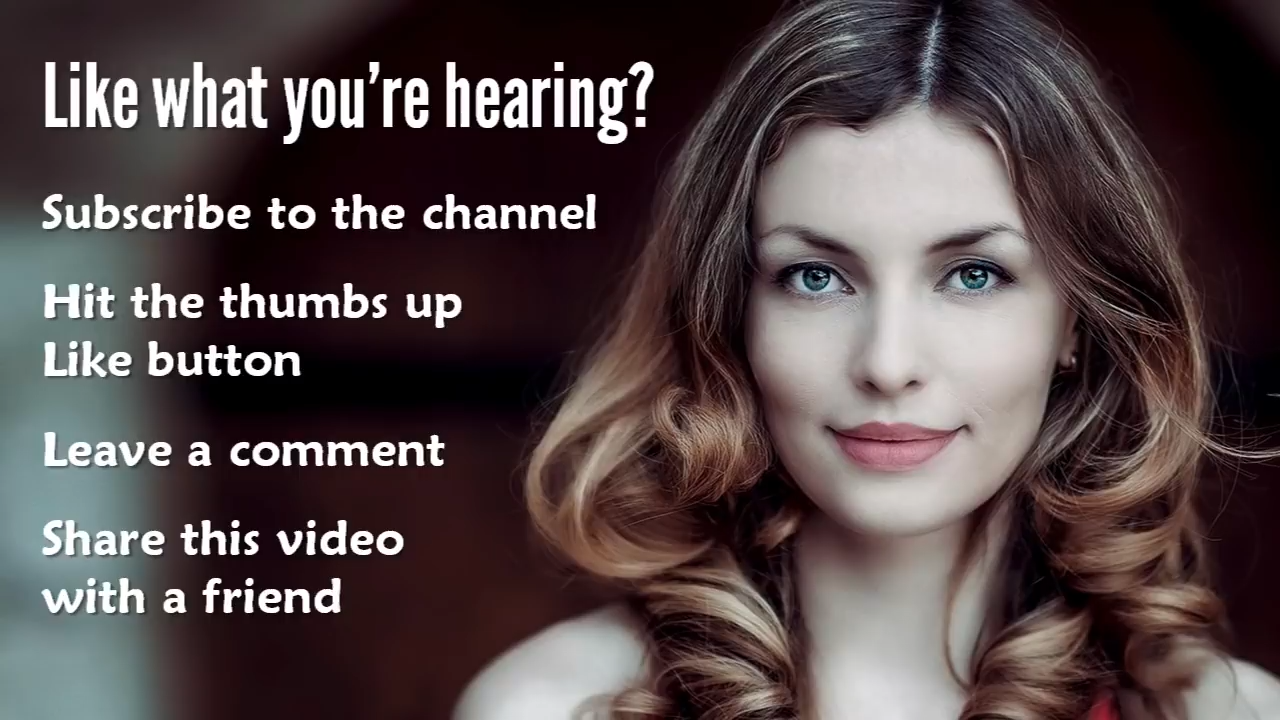 Like what you’re hearing?
Subscribe to the channel
Hit the thumbs up
Like button
Leave a comment
Share this video
with a friend